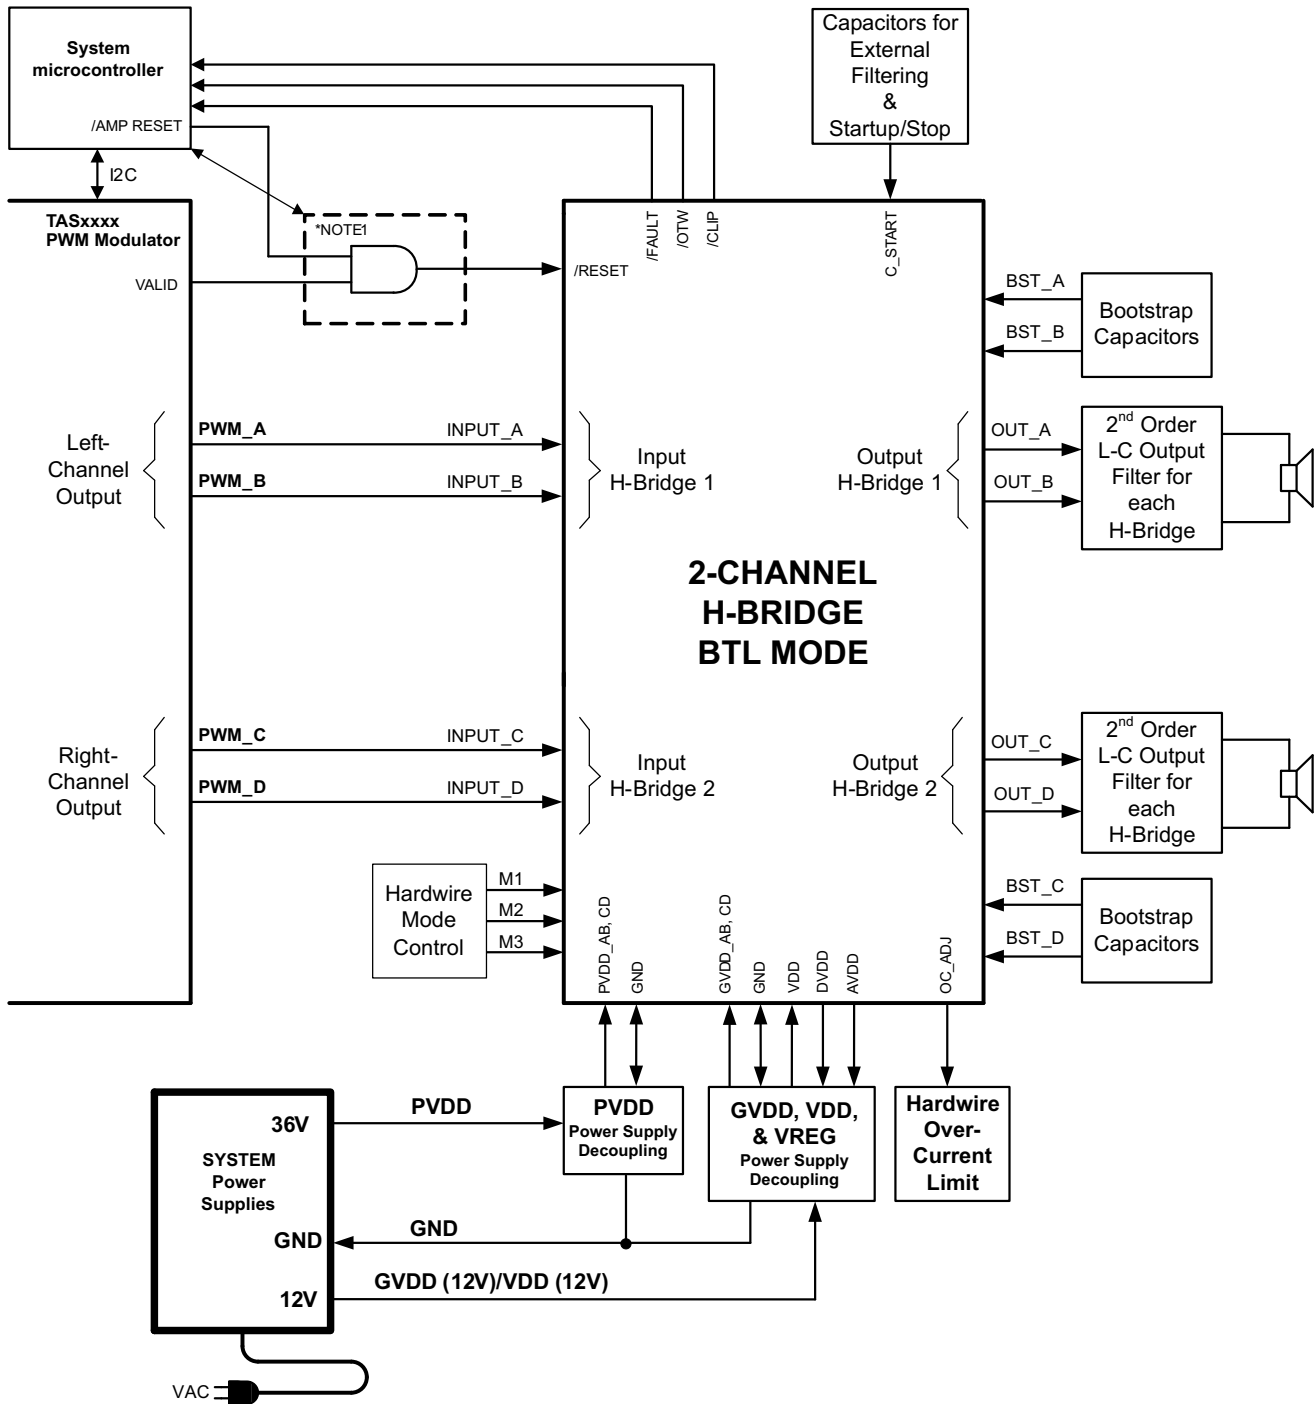 System
microcontroller
/AMP RESET
I2C
Capacitors for
External
Filtering
&
Startup/Stop
TASxxxx
PWM Modulator
VALID
*NOTE1
/RESET
/FAULT
/OTW
/CLIP
C_START
BST_A
BST_B
Bootstrap
Capacitors
Left-
Channel
Output
PWM_A
PWM_B
INPUT_A
INPUT_B
Input
H-Bridge 1
Output
H-Bridge 1
OUT_A
OUT_B
2nd Order
L-C Output
Filter for
each
H-Bridge
2-CHANNEL
H-BRIDGE
BTL MODE
Right-
Channel
Output
PWM_C
PWM_D
INPUT_C
INPUT_D
Input
H-Bridge 2
Output
H-Bridge 2
OUT_C
OUT_D
2nd Order
L-C Output
Filter for
each
H-Bridge
Hardwire
Mode
Control
M1
M2
M3
PVDD_AB, CD
GND
GVDD_AB, CD
GND
VDD
DVDD
AVDD
OC_ADJ
BST_C
BST_D
Bootstrap
Capacitors
36V
SYSTEM
Power
Supplies
GND
12V
PVDD
PVDD
Power Supply
Decoupling
GVDD, VDD,
& VREG
Power Supply
Decoupling
Hardwire
Over-
Current
Limit
GND
GVDD (12V)/VDD (12V)
VAC